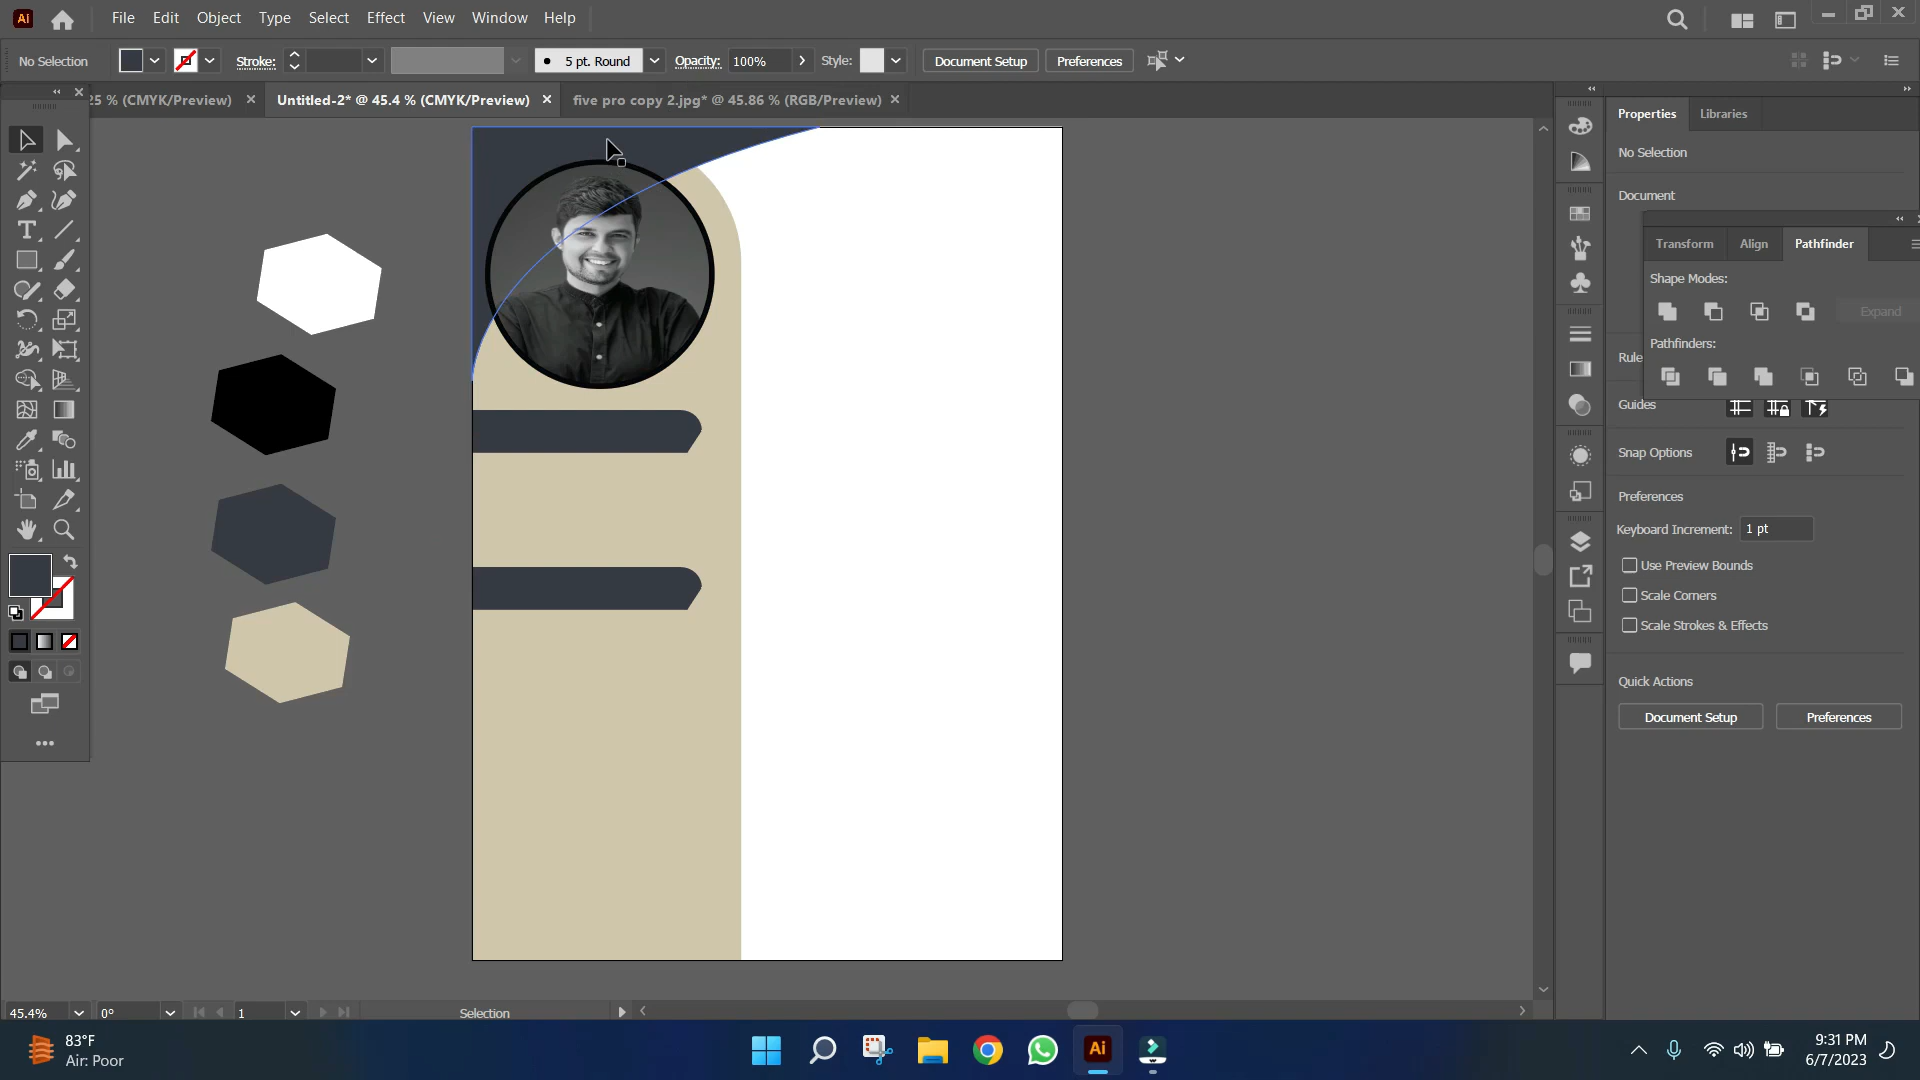 Ai File Edit Object Type Select Effect View Window Help
No Selection Stroke: 5 pt. Round Opacity: 100% Style: Document Setup Preferences
25 % (CMYK/Preview) Untitled-2* @ 45.4 % (CMYK/Preview) five pro copy 2.jpg* @ 45.86 % (RGB/Preview)
Properties Libraries
No Selection
Document
Transform Align Pathfinder
Shape Modes:
Expand
Pathfinders:
Rule
Guides
Snap Options
Preferences
Keyboard Increment: 1 pt
Use Preview Bounds
Scale Corners
Scale Strokes & Effects
Quick Actions
Document Setup Preferences
T
45.4% 0° 1 Selection
83°F
Air: Poor
Ai
9:31 PM
6/7/2023